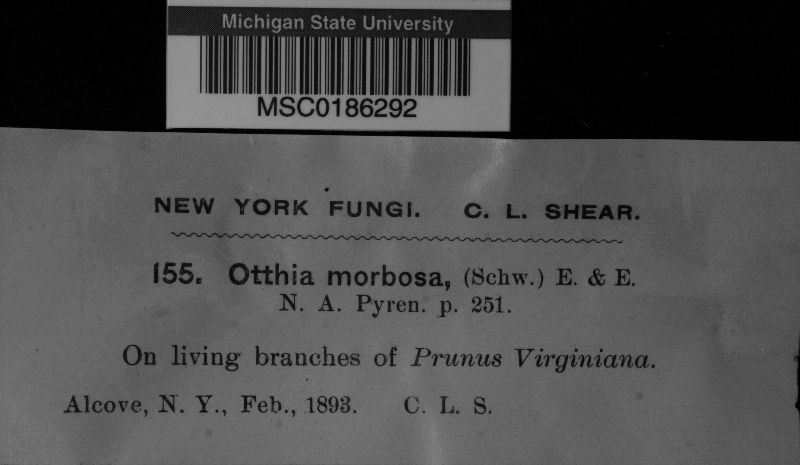 Michigan State University
MSC0186292
NEW YORK FUNGI. C. L. SHEAR.
155. Otthia morbosa, (Schw.) E. & E.
N. A. Pyren. p. 251.
On living branches of Prunus Virginiana.
Alcove, N. Y., Feb., 1893. C. L. S.